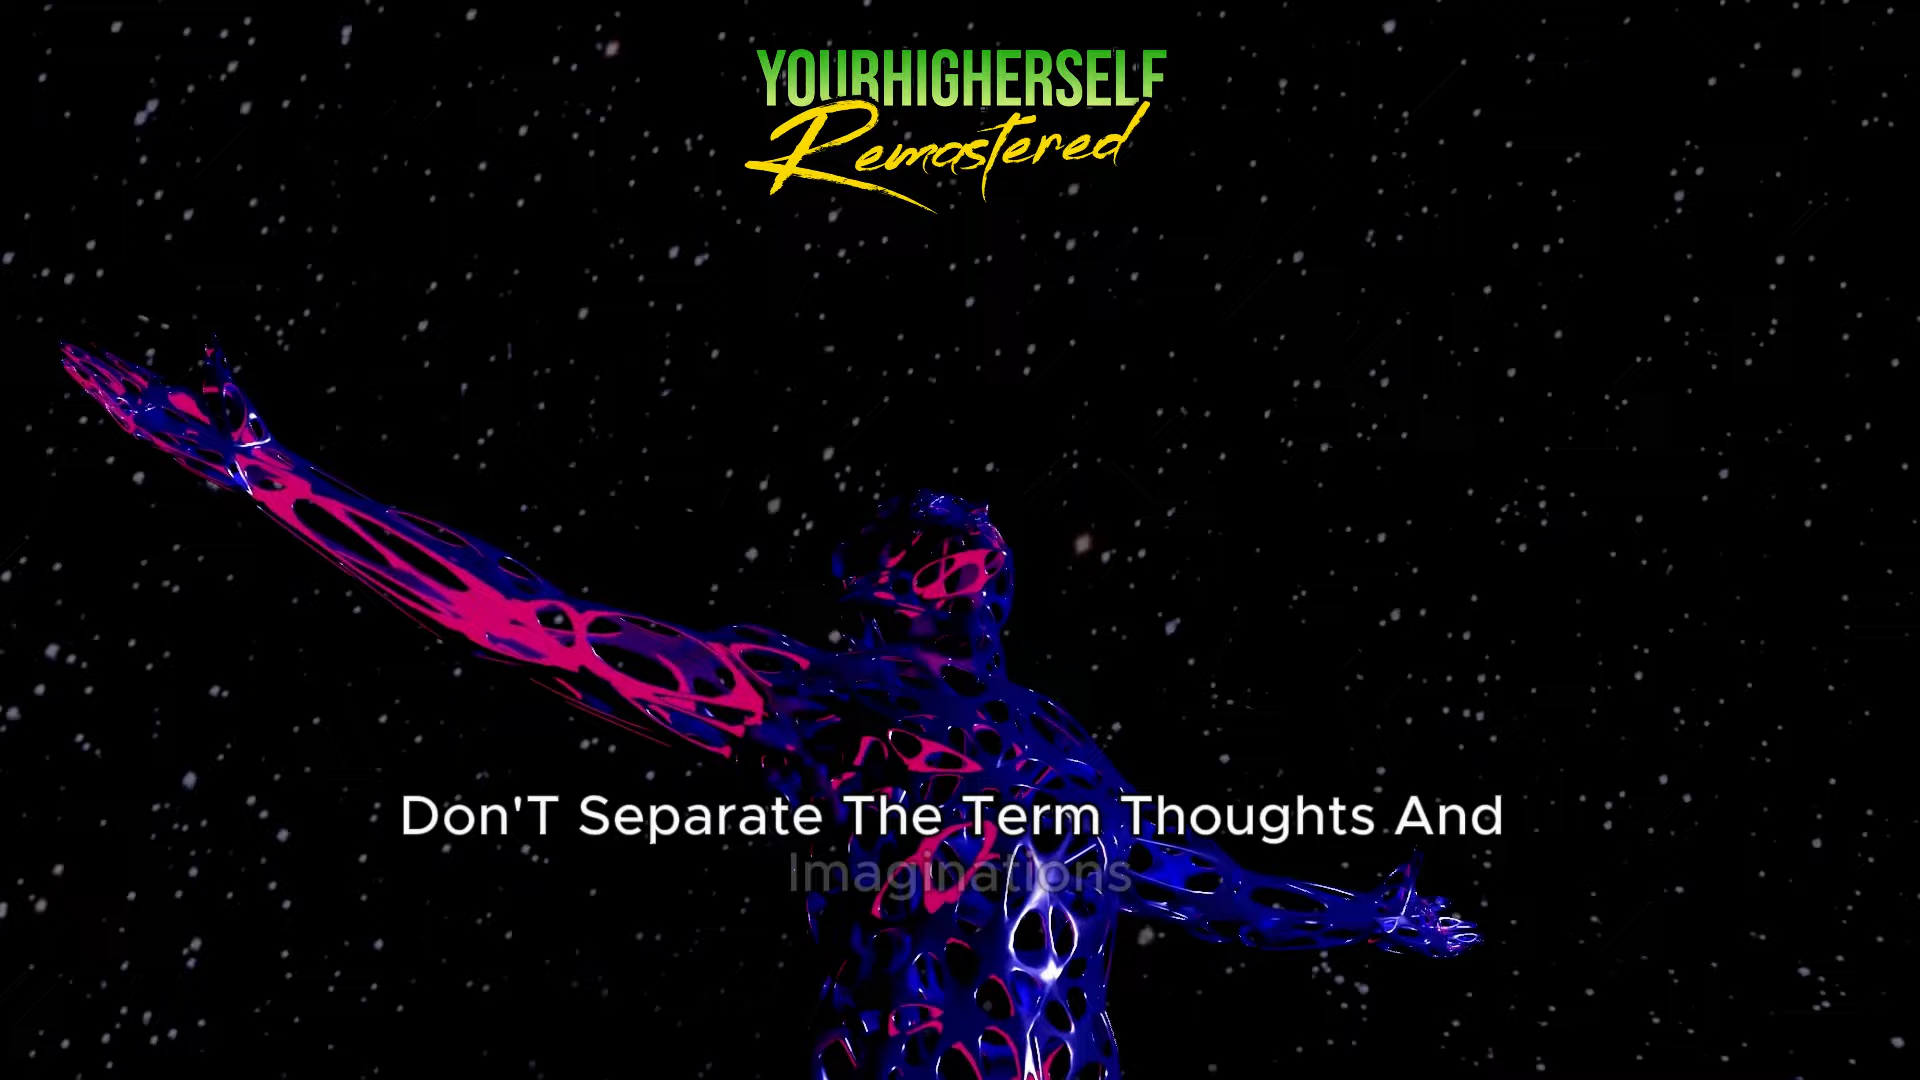 YOURHIGHERSELF
Remastered
Don'T Separate The Term Thoughts And
Imaginations